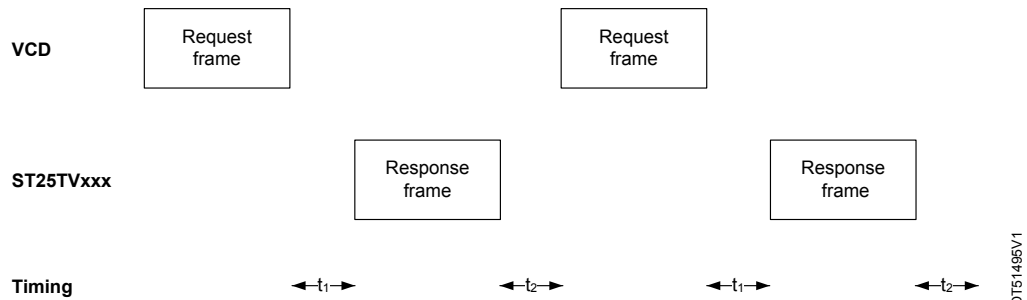 VCD
Request
frame
Request
frame
ST25TVxxx
Response
frame
Response
frame
Timing
t1
t2
t1
t2
DT51495V1